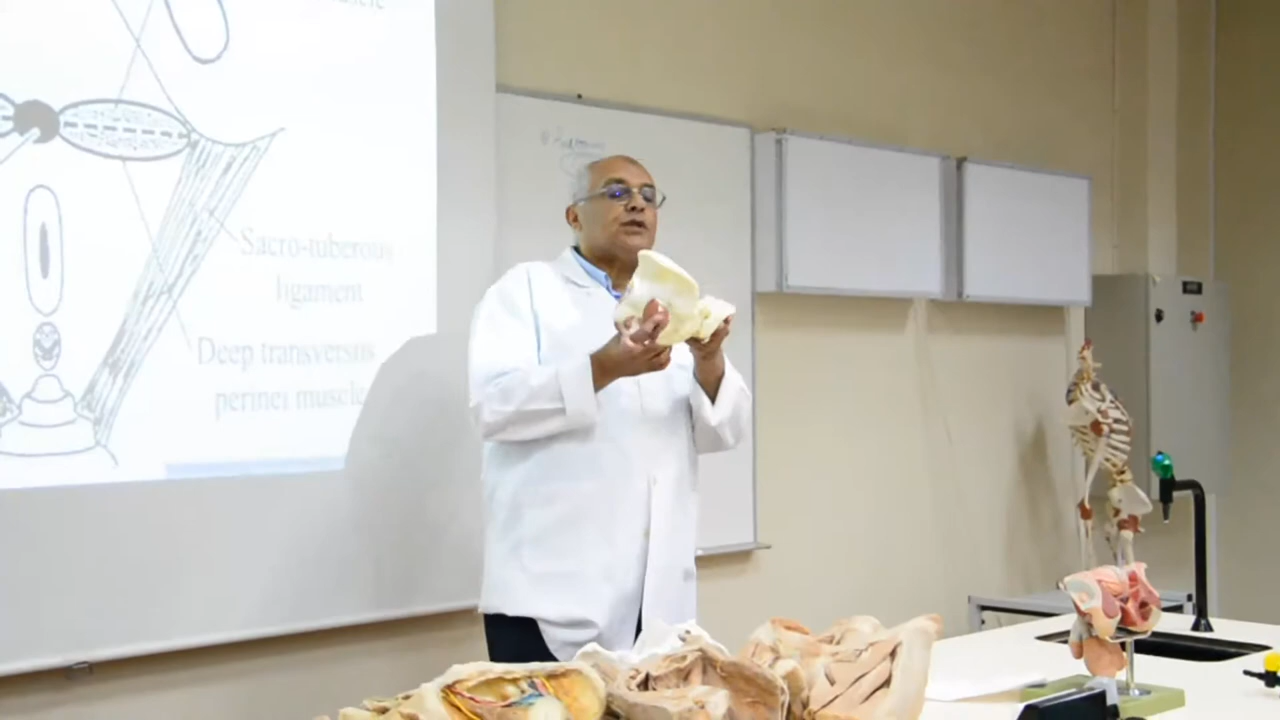 Sacro-tuberous
ligament
Deep transversus
perinei muscle